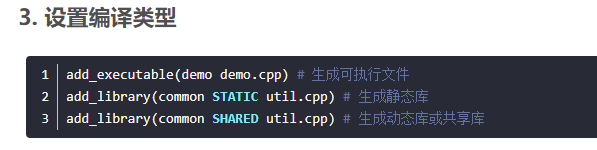 3. 设置编译类型
1 add_executable(demo demo.cpp) # 生成可执行文件
2 add_library(common STATIC util.cpp) # 生成静态库
3 add_library(common SHARED util.cpp) # 生成动态库或共享库